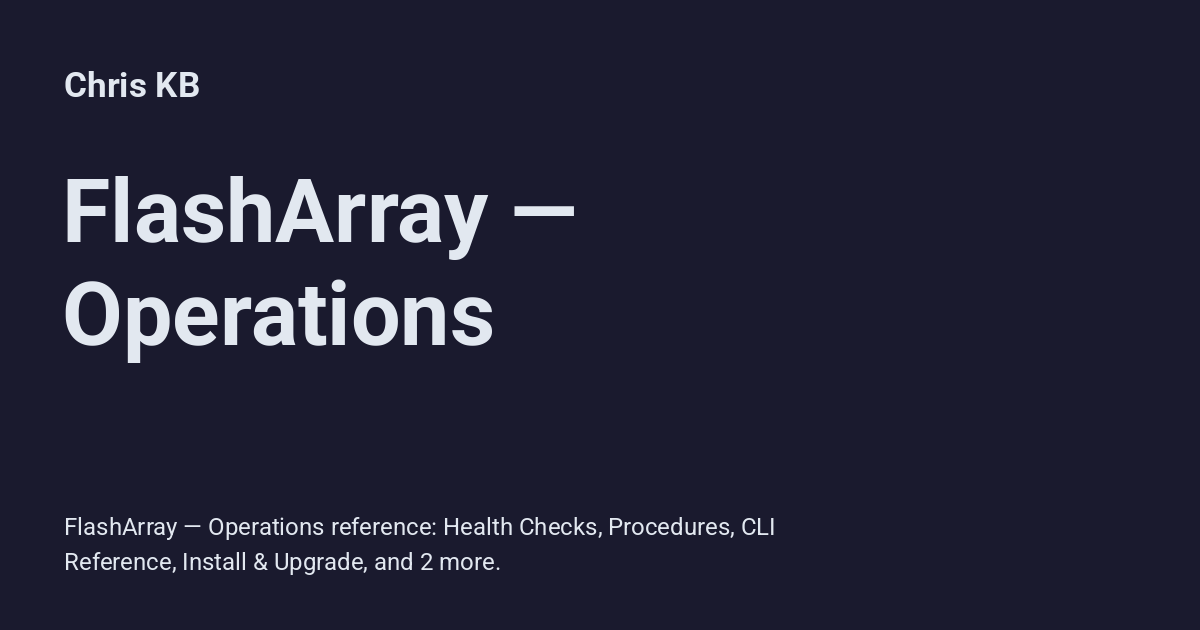 Chris KB
FlashArray —
Operations
FlashArray — Operations reference: Health Checks, Procedures, CLI
Reference, Install & Upgrade, and 2 more.